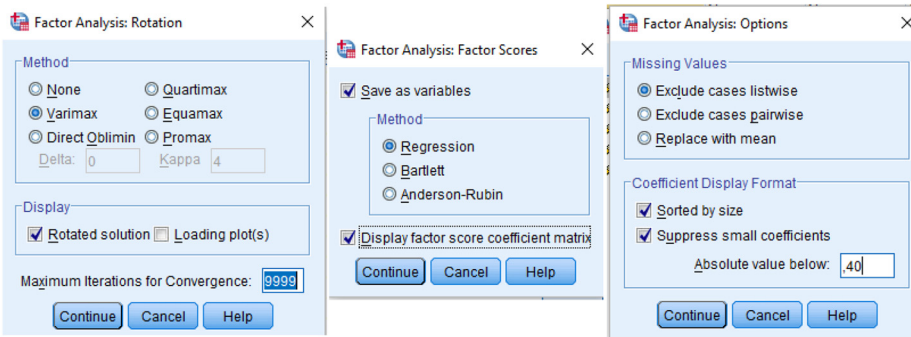 Factor Analysis: Rotation
Method
None
Quartimax
Varimax
Equamax
Direct Oblimin
Promax
Delta: 0
Kappa 4
Display
Rotated solution
Loading plot(s)
Maximum Iterations for Convergence: 9999
Continue
Cancel
Help
Factor Analysis: Factor Scores
Save as variables
Method
Regression
Bartlett
Anderson-Rubin
Display factor score coefficient matrix
Continue
Cancel
Help
Factor Analysis: Options
Missing Values
Exclude cases listwise
Exclude cases pairwise
Replace with mean
Coefficient Display Format
Sorted by size
Suppress small coefficients
Absolute value below: ,40
Continue
Cancel
Help